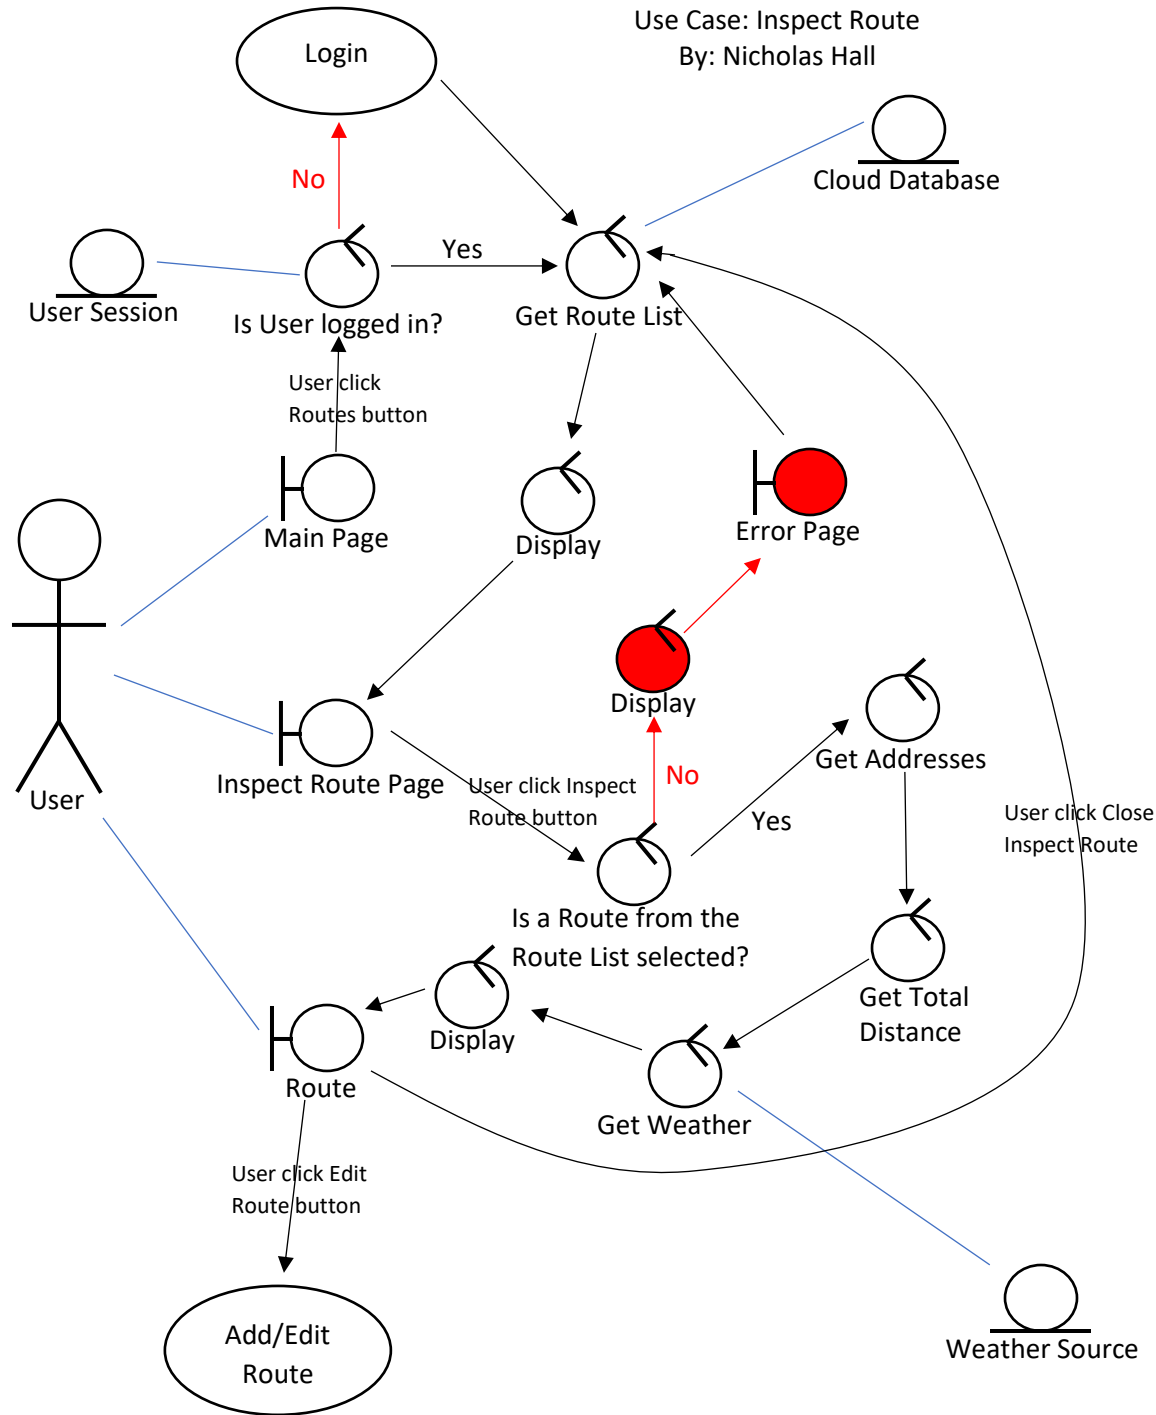 Use Case: Inspect Route
By: Nicholas Hall
Login
Cloud Database
No
Yes
User Session
Is User logged in?
Get Route List
User click
Routes button
Main Page
Display
Error Page
Display
User
Inspect Route Page
User click Inspect
Route button
No
Yes
Get Addresses
User click Close
Inspect Route
Is a Route from the
Route List selected?
Get Total
Distance
Display
Route
Get Weather
User click Edit
Route button
Add/Edit
Route
Weather Source